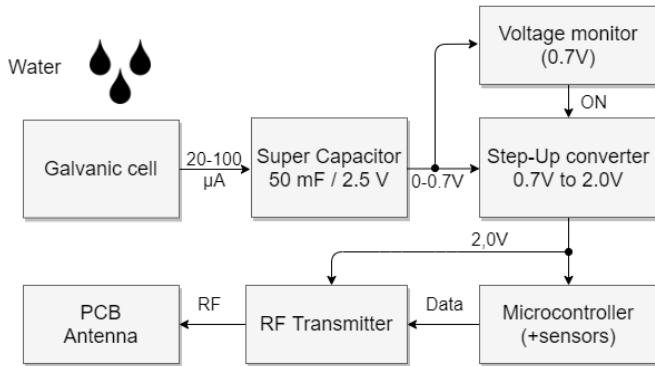 Water
Voltage monitor
(0.7V)
ON
Galvanic cell
20-100
µA
Super Capacitor
50 mF / 2.5 V
0-0.7V
Step-Up converter
0.7V to 2.0V
2,0V
PCB
Antenna
RF
RF Transmitter
Data
Microcontroller
(+sensors)